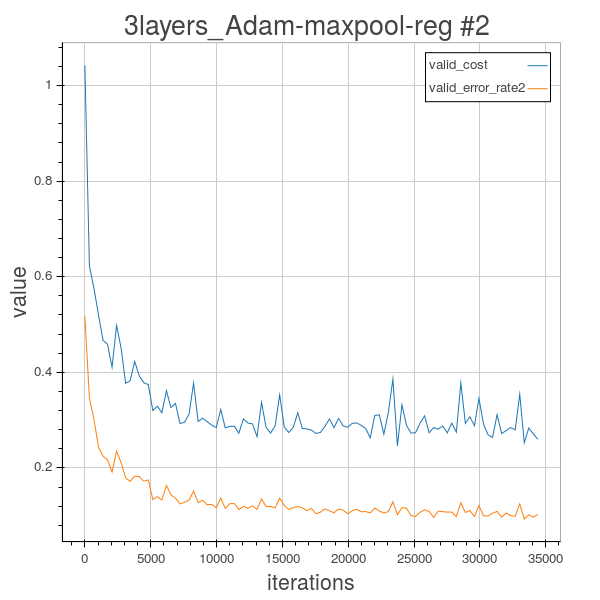 3layers_Adam-maxpool-reg #2
valid_cost
valid_error_rate2
1
0.8
0.6
0.4
0.2
value
0
5000
10000
15000
20000
25000
30000
35000
iterations